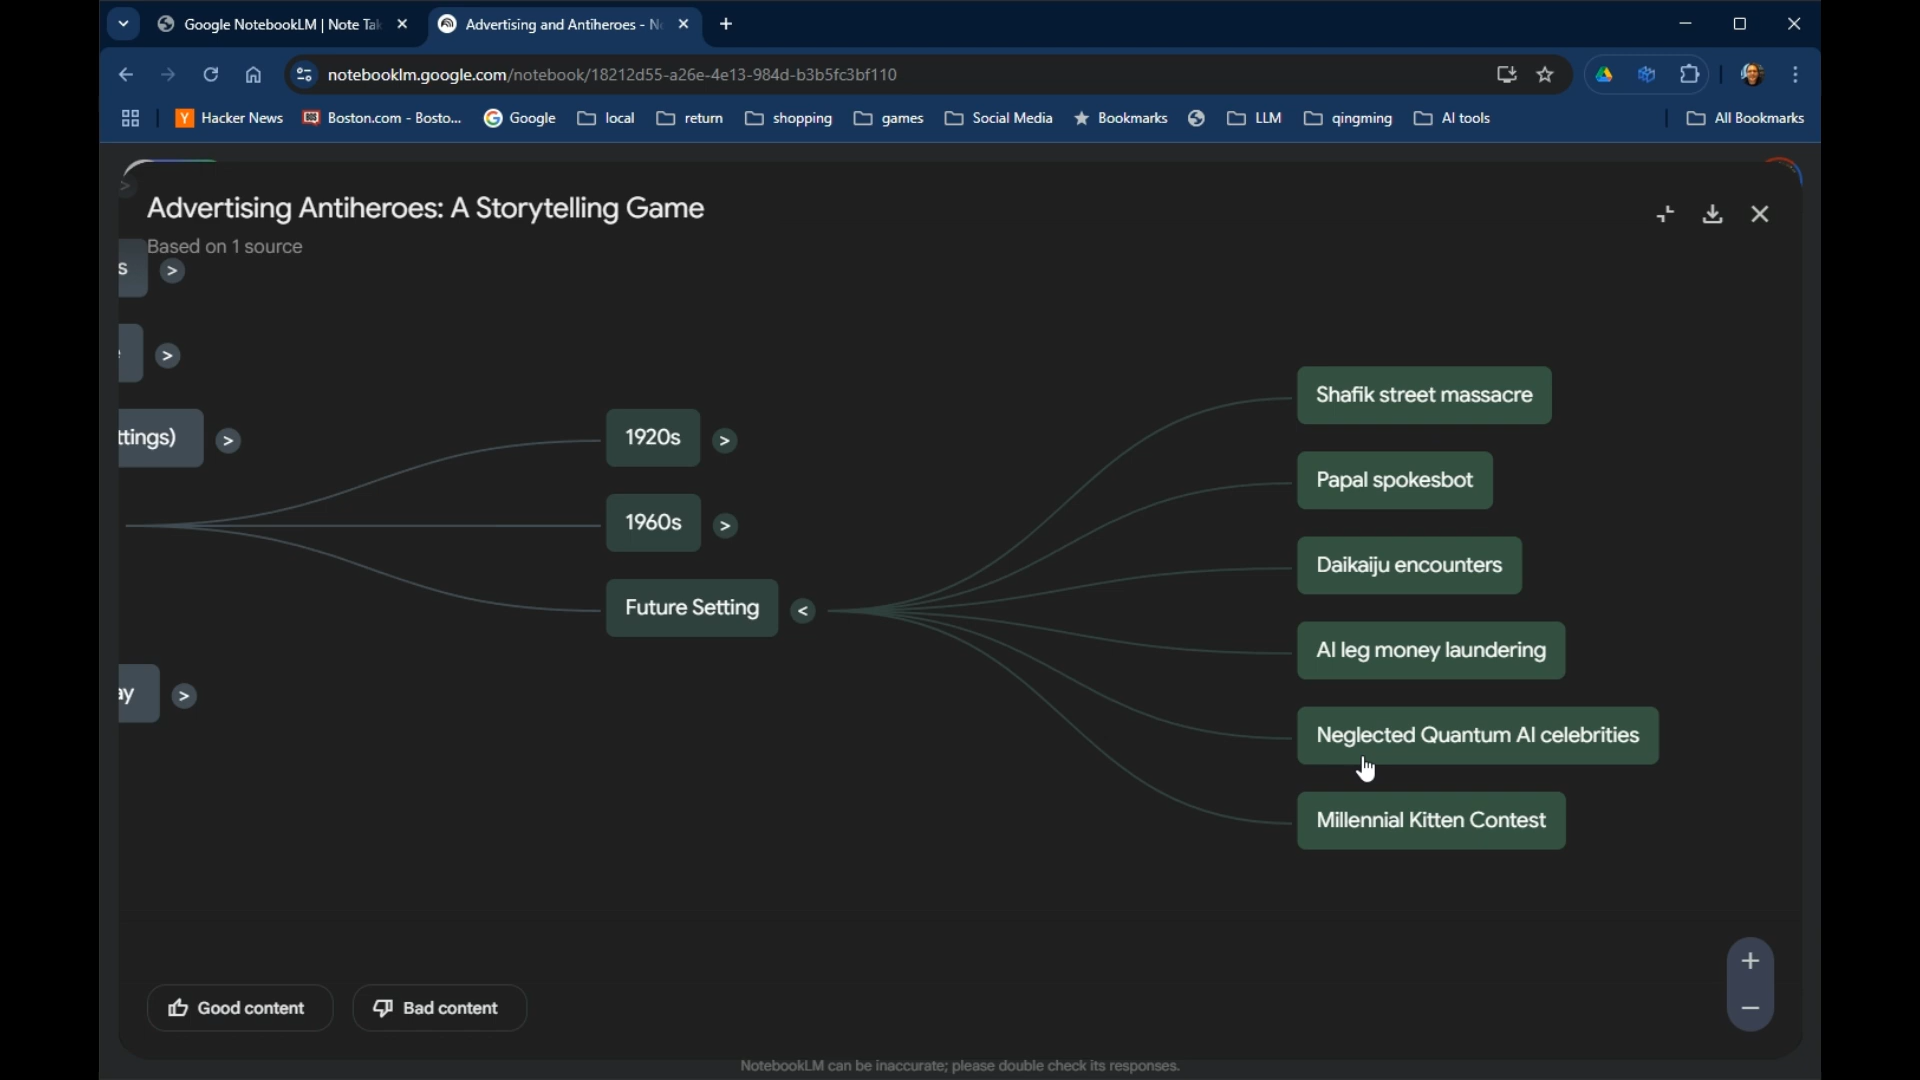 Google NotebookLM | Note Tak
Advertising and Antiheroes - No
notebooklm.google.com/notebook/18212d55-a26e-4e13-984d-b3b5fc3bf110
Hacker News
Boston.com - Bosto...
Google
local
return
shopping
games
Social Media
Bookmarks
LLM
qingming
AI tools
All Bookmarks
Advertising Antiheroes: A Storytelling Game
Based on 1 source
s >
>
ttings) >
ay >
1920s >
1960s >
Future Setting <
Shafik street massacre
Papal spokesbot
Daikaiju encounters
AI leg money laundering
Neglected Quantum AI celebrities
Millennial Kitten Contest
Good content
Bad content
NotebookLM can be inaccurate; please double check its responses.